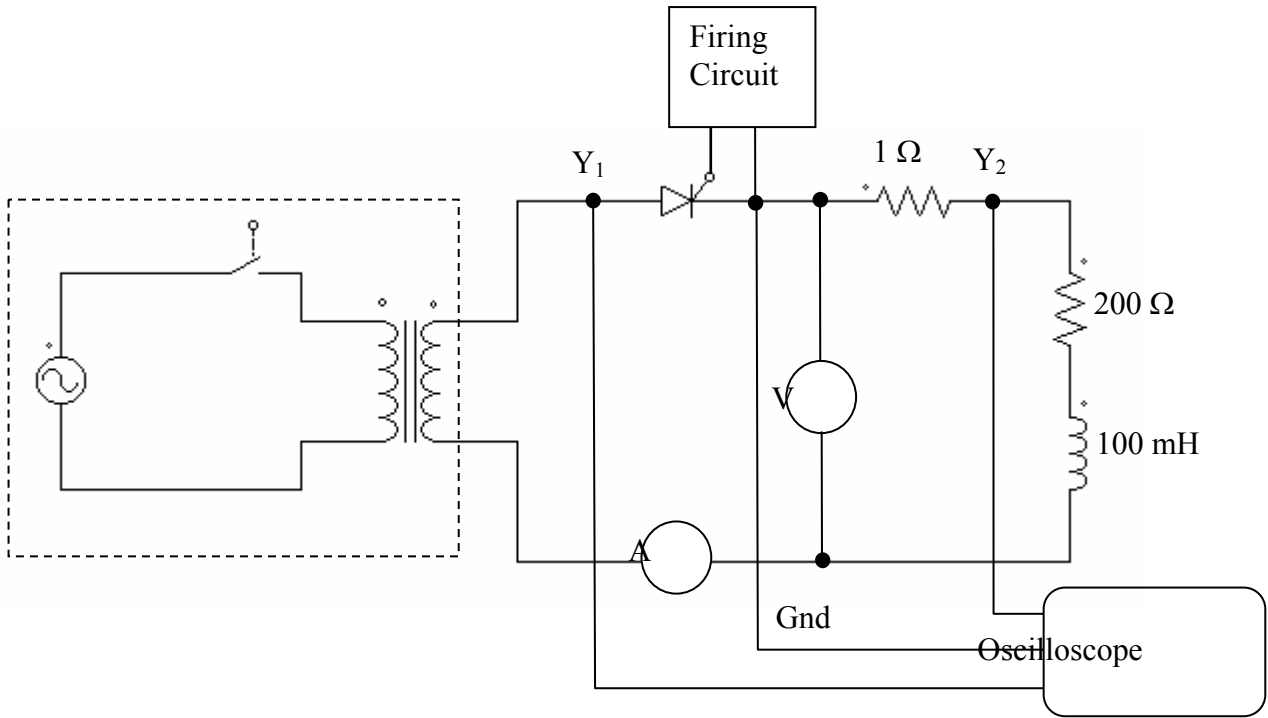 Firing
Circuit
Y₁
1 Ω
Y₂
200 Ω
V
100 mH
A
Gnd
Oscilloscope